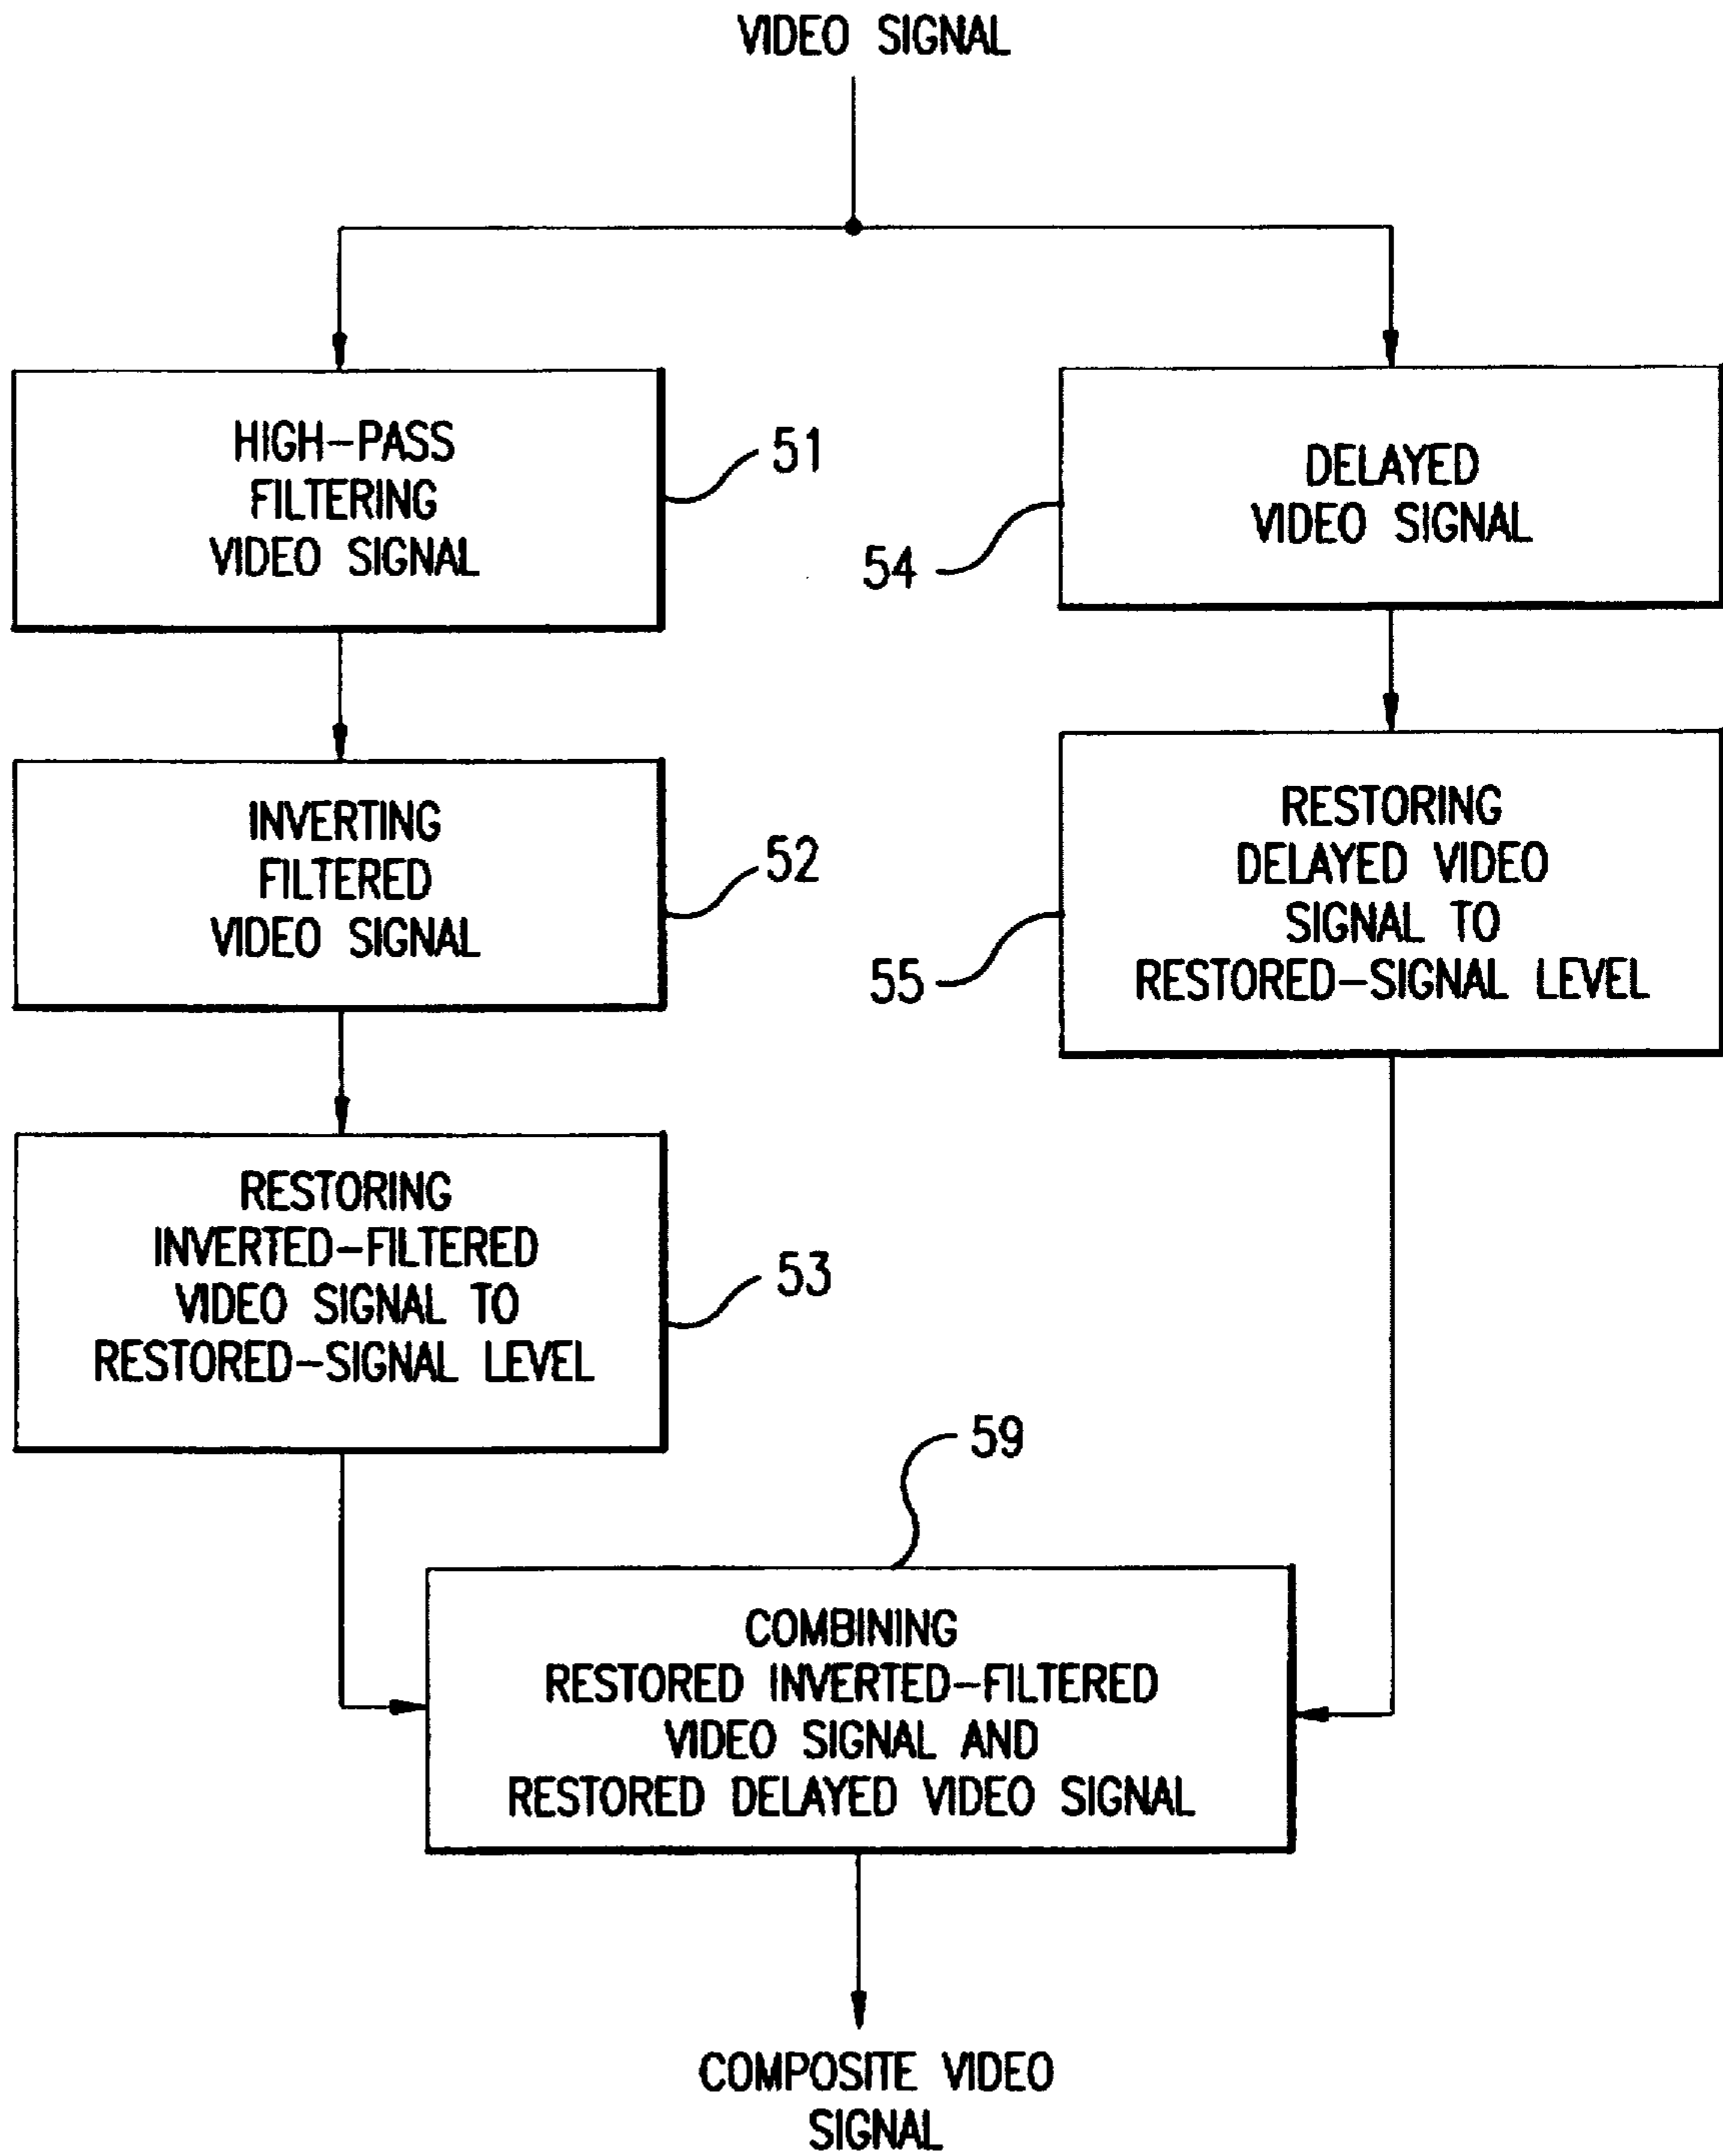 VIDEO SIGNAL
HIGH-PASS
FILTERING
VIDEO SIGNAL
51
DELAYED
VIDEO SIGNAL
54
INVERTING
FILTERED
VIDEO SIGNAL
52
RESTORING
DELAYED VIDEO
SIGNAL TO
RESTORED-SIGNAL LEVEL
55
RESTORING
INVERTED-FILTERED
VIDEO SIGNAL TO
RESTORED-SIGNAL LEVEL
53
59
COMBINING
RESTORED INVERTED-FILTERED
VIDEO SIGNAL AND
RESTORED DELAYED VIDEO SIGNAL
COMPOSITE VIDEO
SIGNAL